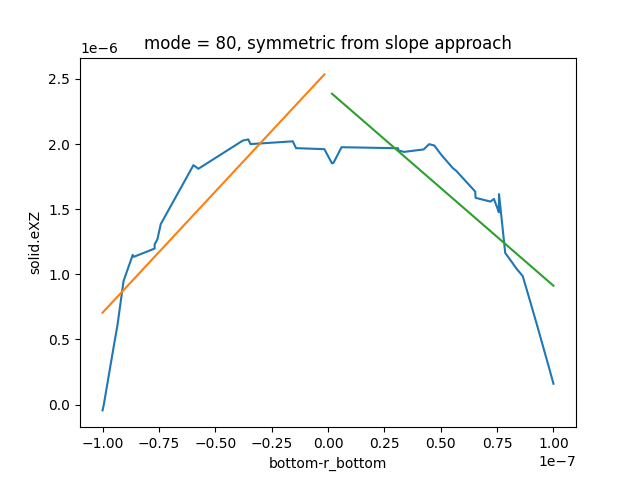 mode = 80, symmetric from slope approach
1e−6
2.5
2.0
1.5
1.0
0.5
0.0
solid.eXZ
−1.00 −0.75 −0.50 −0.25 0.00 0.25 0.50 0.75 1.00
bottom-r_bottom
1e−7